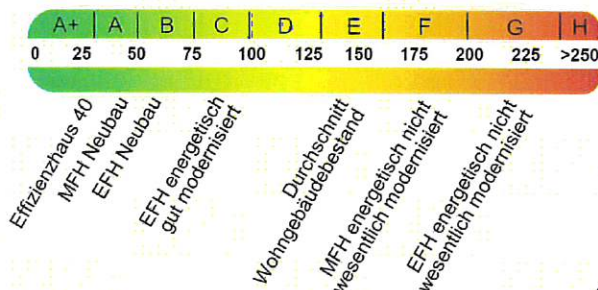 A+ A B C D E F G H
0 25 50 75 100 125 150 175 200 225 >250
Effizienzhaus 40
MFH Neubau
EFH Neubau
EFH energetisch
gut modernisiert
Durchschnitt
Wohngebäudebestand
MFH energetisch nicht
wesentlich modernisiert
EFH energetisch nicht
wesentlich modernisiert